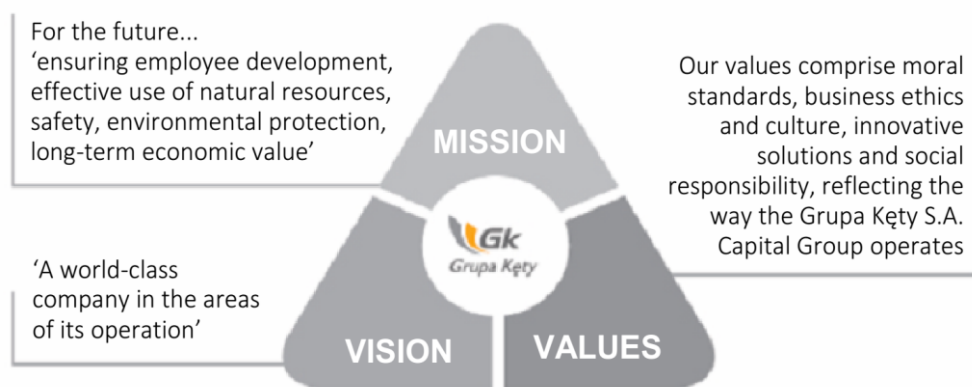 For the future...
‘ensuring employee development,
effective use of natural resources,
safety, environmental protection,
long-term economic value’
MISSION
Our values comprise moral
standards, business ethics
and culture, innovative
solutions and social
responsibility, reflecting the
way the Grupa Kęty S.A.
Capital Group operates
Gk
Grupa Kęty
‘A world-class
company in the areas
of its operation’
VISION
VALUES